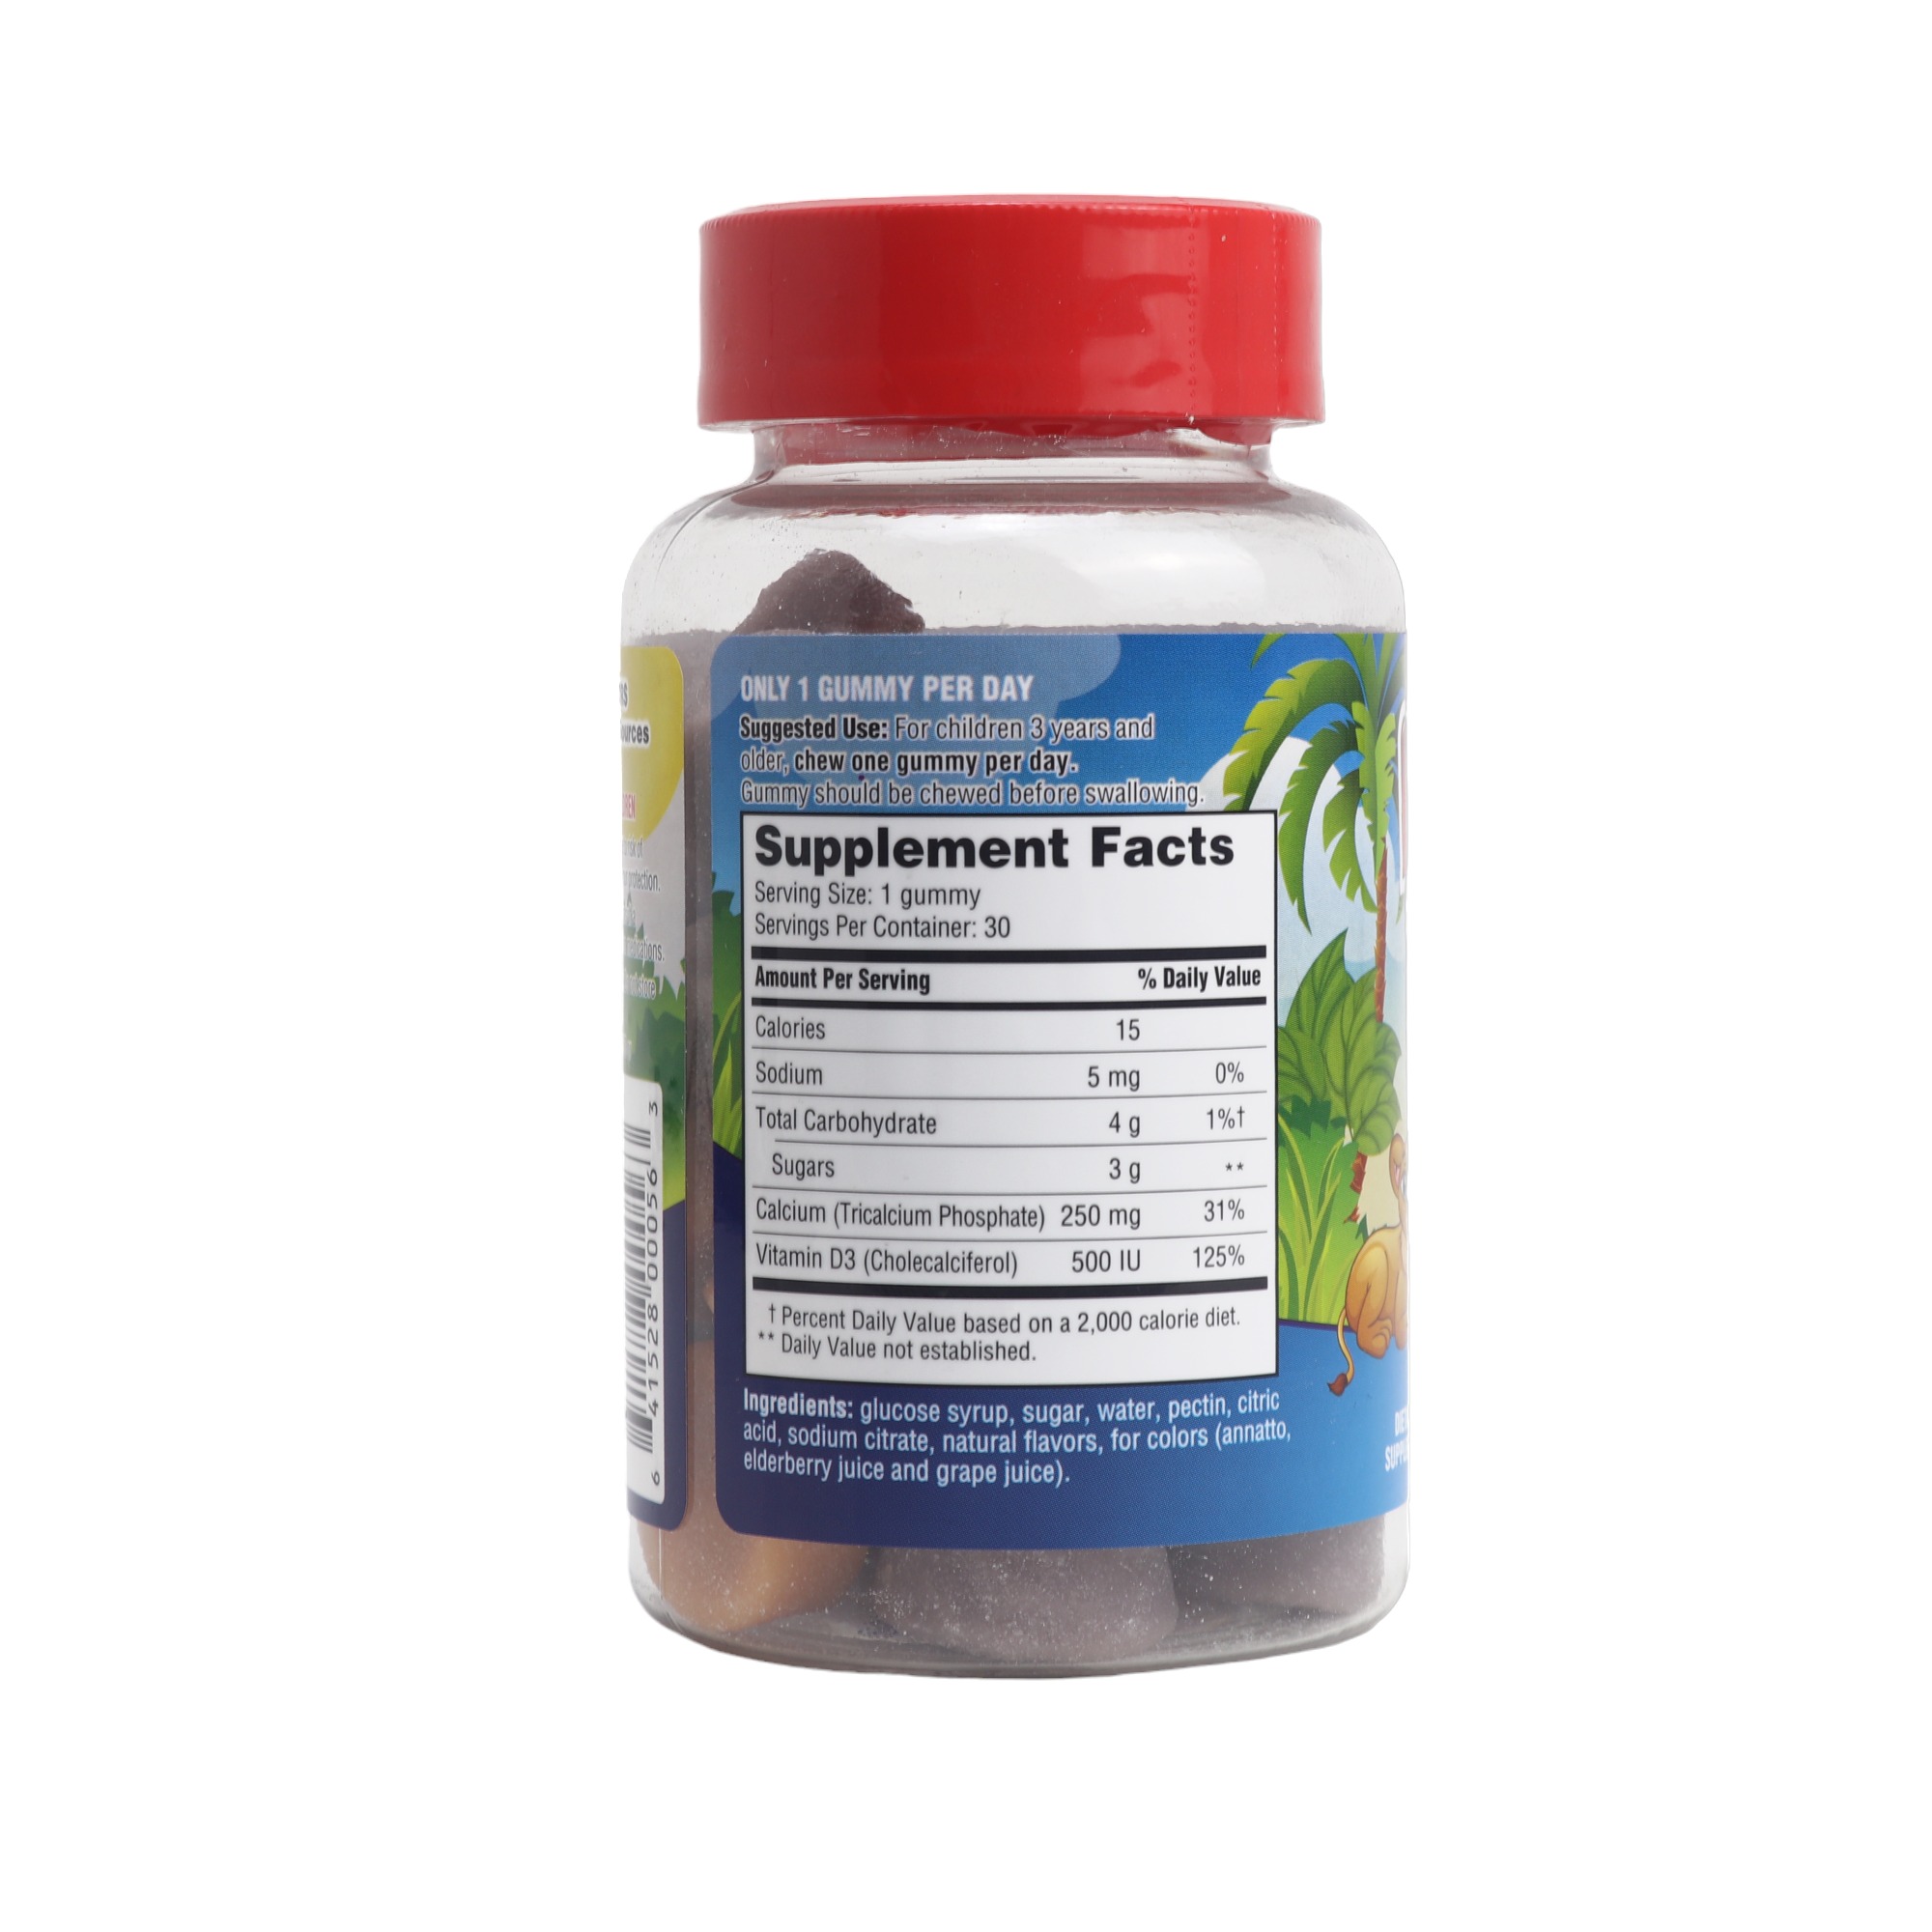 ONLY 1 GUMMY PER DAY
Suggested Use: For children 3 years and
older, chew one gummy per day.
Gummy should be chewed before swallowing.
Supplement Facts
Serving Size: 1 gummy
Servings Per Container: 30
Amount Per Serving % Daily Value
Calories 15
Sodium 5 mg 0%
Total Carbohydrate 4 g 1%†
Sugars 3 g **
Calcium (Tricalcium Phosphate) 250 mg 31%
Vitamin D3 (Cholecalciferol) 500 IU 125%
† Percent Daily Value based on a 2,000 calorie diet.
** Daily Value not established.
Ingredients: glucose syrup, sugar, water, pectin, citric
acid, sodium citrate, natural flavors, for colors (annatto,
elderberry juice and grape juice).
protection.
6 41528 00056 3